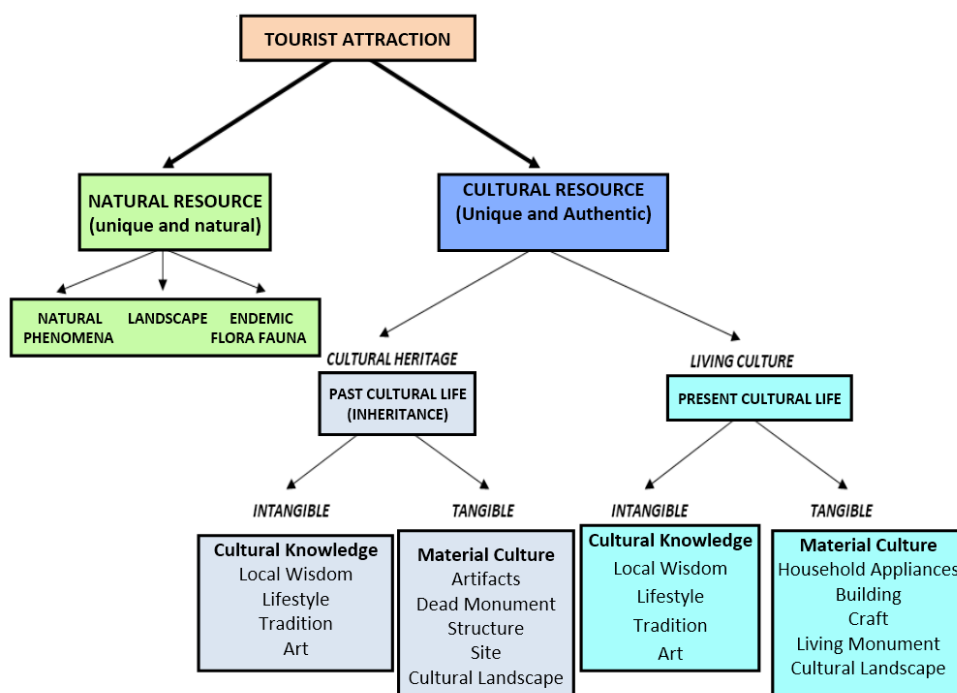 TOURIST ATTRACTION
NATURAL RESOURCE
(unique and natural)
CULTURAL RESOURCE
(Unique and Authentic)
NATURAL
PHENOMENA
LANDSCAPE
ENDEMIC
FLORA FAUNA
CULTURAL HERITAGE
PAST CULTURAL LIFE
(INHERITANCE)
LIVING CULTURE
PRESENT CULTURAL LIFE
INTANGIBLE
Cultural Knowledge
Local Wisdom
Lifestyle
Tradition
Art
TANGIBLE
Material Culture
Artifacts
Dead Monument
Structure
Site
Cultural Landscape
INTANGIBLE
Cultural Knowledge
Local Wisdom
Lifestyle
Tradition
Art
TANGIBLE
Material Culture
Household Appliances
Building
Craft
Living Monument
Cultural Landscape